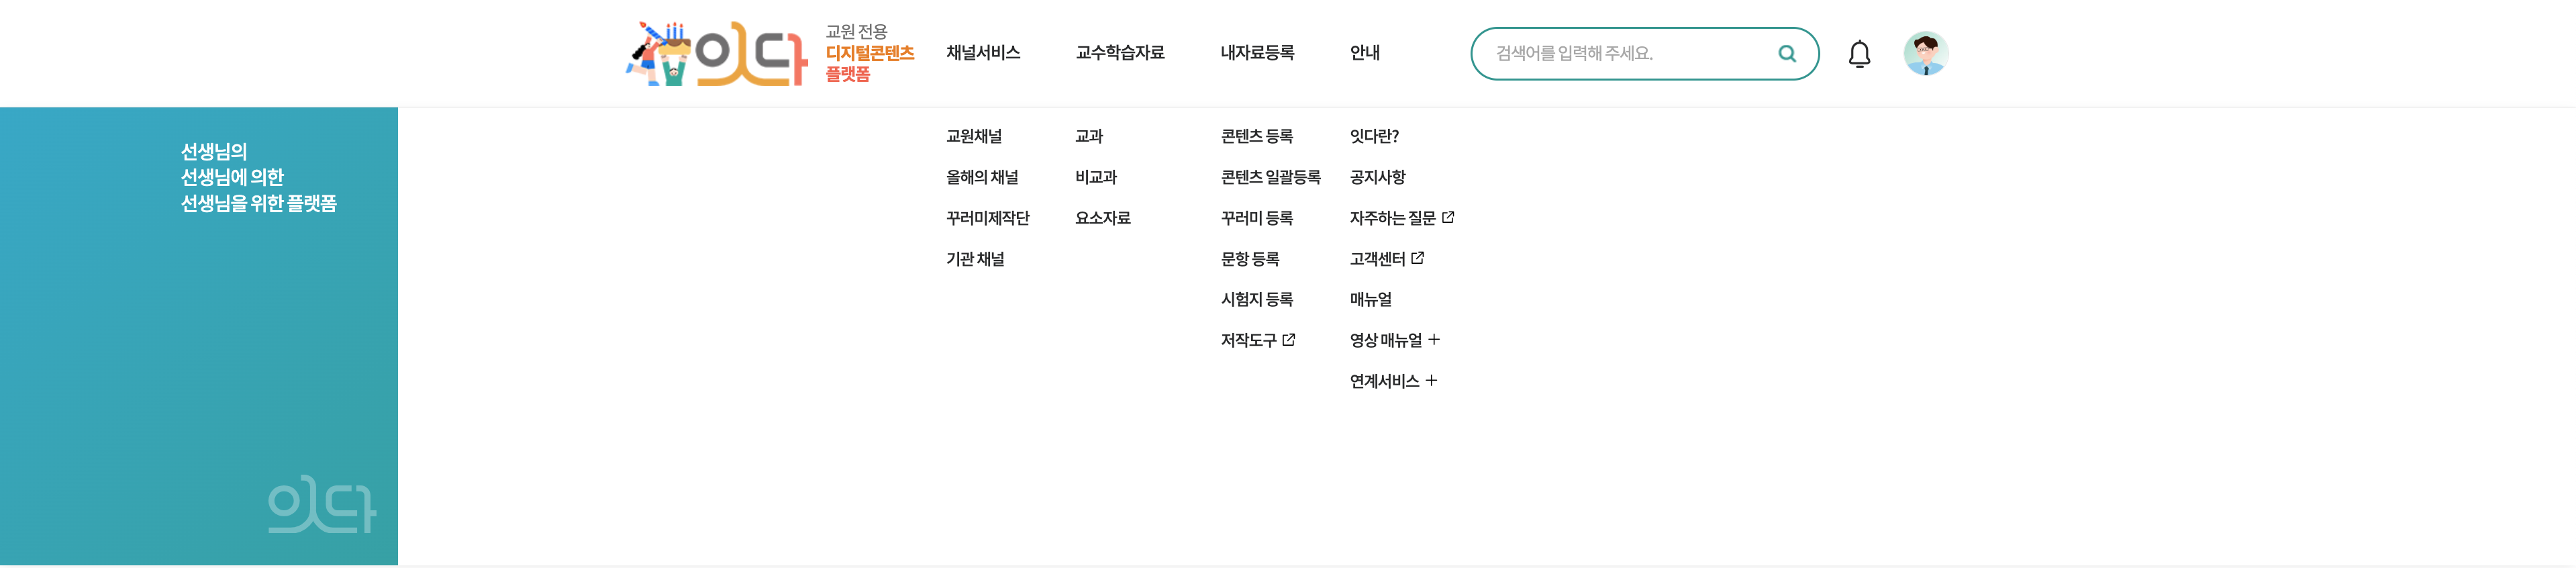 잇다
교원 전용
디지털콘텐츠
플랫폼
채널서비스
교수학습자료
내자료등록
안내
검색어를 입력해 주세요.
선생님의
선생님에 의한
선생님을 위한 플랫폼
잇다
교원채널
올해의 채널
꾸러미제작단
기관 채널
교과
비교과
요소자료
콘텐츠 등록
콘텐츠 일괄등록
꾸러미 등록
문항 등록
시험지 등록
저작도구
잇다란?
공지사항
자주하는 질문
고객센터
매뉴얼
영상 매뉴얼 +
연계서비스 +